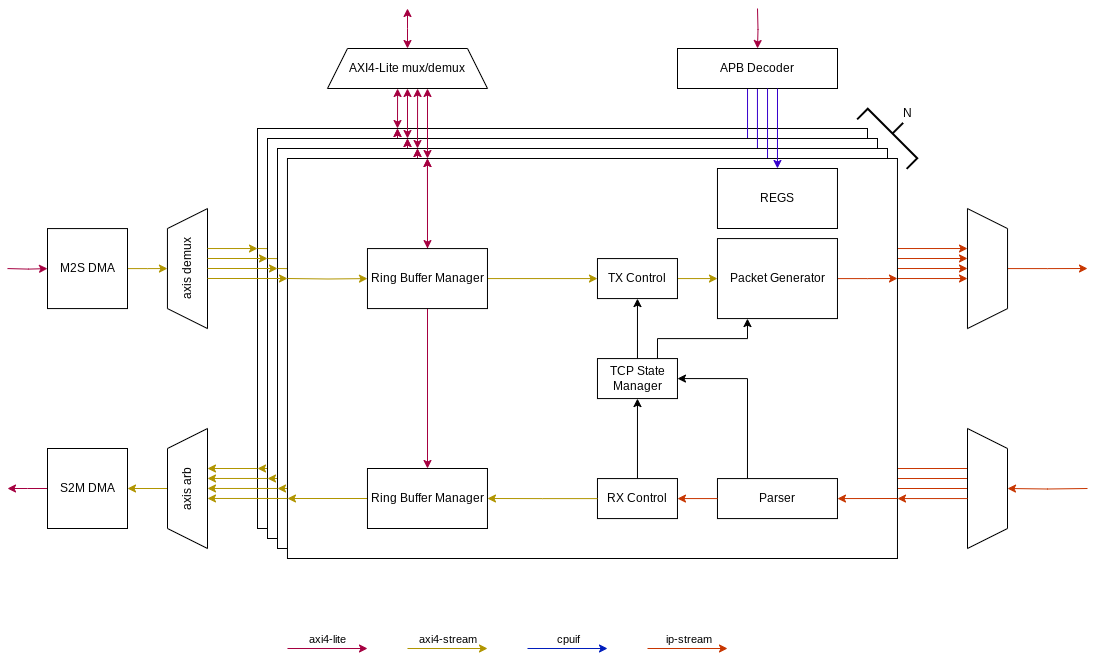 AXI4-Lite mux/demux
APB Decoder
N
REGS
M2S DMA
axis demux
Ring Buffer Manager
TX Control
Packet Generator
TCP State
Manager
S2M DMA
axis arb
Ring Buffer Manager
RX Control
Parser
axi4-lite
axi4-stream
cpuif
ip-stream